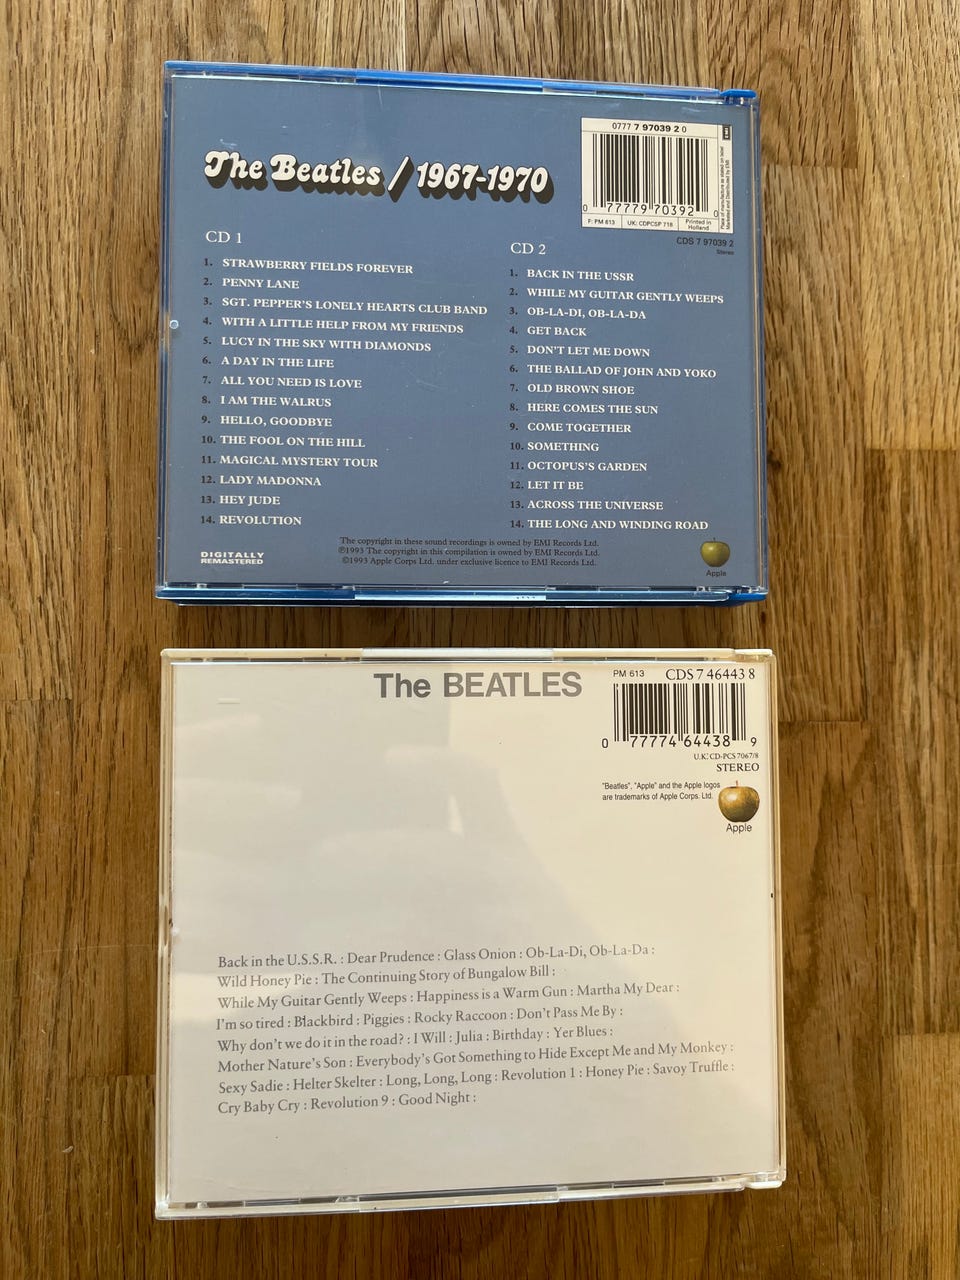 0777 7 97039 2 0
0 77779 70392 0
F: PM 613 UK: CDPCSP 718 Printed in Holland
Place of manufacture as stated on label
Marketed and Distributed by EMI.
The Beatles / 1967-1970
CDS 7 97039 2
Stereo
CD 1
1. STRAWBERRY FIELDS FOREVER
2. PENNY LANE
3. SGT. PEPPER'S LONELY HEARTS CLUB BAND
4. WITH A LITTLE HELP FROM MY FRIENDS
5. LUCY IN THE SKY WITH DIAMONDS
6. A DAY IN THE LIFE
7. ALL YOU NEED IS LOVE
8. I AM THE WALRUS
9. HELLO, GOODBYE
10. THE FOOL ON THE HILL
11. MAGICAL MYSTERY TOUR
12. LADY MADONNA
13. HEY JUDE
14. REVOLUTION
CD 2
1. BACK IN THE USSR
2. WHILE MY GUITAR GENTLY WEEPS
3. OB-LA-DI, OB-LA-DA
4. GET BACK
5. DON'T LET ME DOWN
6. THE BALLAD OF JOHN AND YOKO
7. OLD BROWN SHOE
8. HERE COMES THE SUN
9. COME TOGETHER
10. SOMETHING
11. OCTOPUS'S GARDEN
12. LET IT BE
13. ACROSS THE UNIVERSE
14. THE LONG AND WINDING ROAD
DIGITALLY
REMASTERED
The copyright in these sound recordings is owned by EMI Records Ltd.
℗1993 The copyright in this compilation is owned by EMI Records Ltd.
©1993 Apple Corps Ltd. under exclusive licence to EMI Records Ltd.
Apple
The BEATLES
PM 613 CDS 7 46443 8
0 77774 64438 9
U.K: CD-PCS 7067/8
STEREO
"Beatles", "Apple" and the Apple logos
are trademarks of Apple Corps. Ltd.
Apple
Back in the U.S.S.R. : Dear Prudence : Glass Onion : Ob-La-Di, Ob-La-Da :
Wild Honey Pie : The Continuing Story of Bungalow Bill :
While My Guitar Gently Weeps : Happiness is a Warm Gun : Martha My Dear :
I'm so tired : Blackbird : Piggies : Rocky Raccoon : Don't Pass Me By :
Why don't we do it in the road? : I Will : Julia : Birthday : Yer Blues :
Mother Nature's Son : Everybody's Got Something to Hide Except Me and My Monkey :
Sexy Sadie : Helter Skelter : Long, Long, Long : Revolution 1 : Honey Pie : Savoy Truffle :
Cry Baby Cry : Revolution 9 : Good Night :